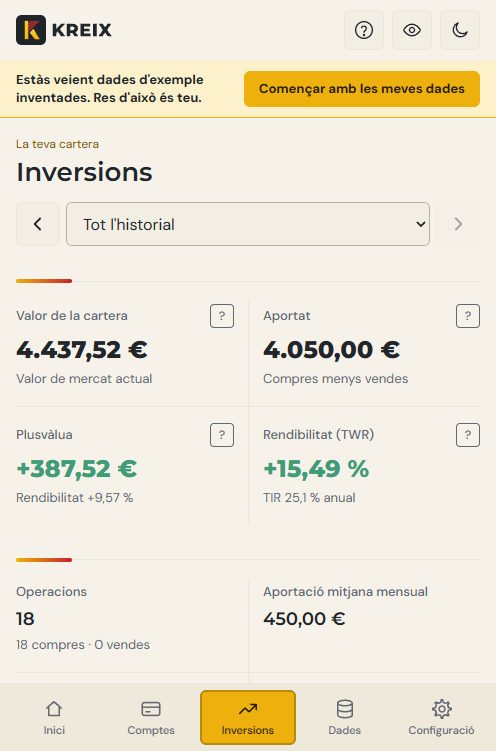 KREIX
Estàs veient dades d'exemple
inventades. Res d'això és teu.
Començar amb les meves dades
La teva cartera
Inversions
Tot l'historial
Valor de la cartera
?
4.437,52 €
Valor de mercat actual
Aportat
?
4.050,00 €
Compres menys vendes
Plusvàlua
?
+387,52 €
Rendibilitat +9,57 %
Rendibilitat (TWR)
?
+15,49 %
TIR 25,1 % anual
Operacions
18
18 compres · 0 vendes
Aportació mitjana mensual
450,00 €
Inici
Comptes
Inversions
Dades
Configuració